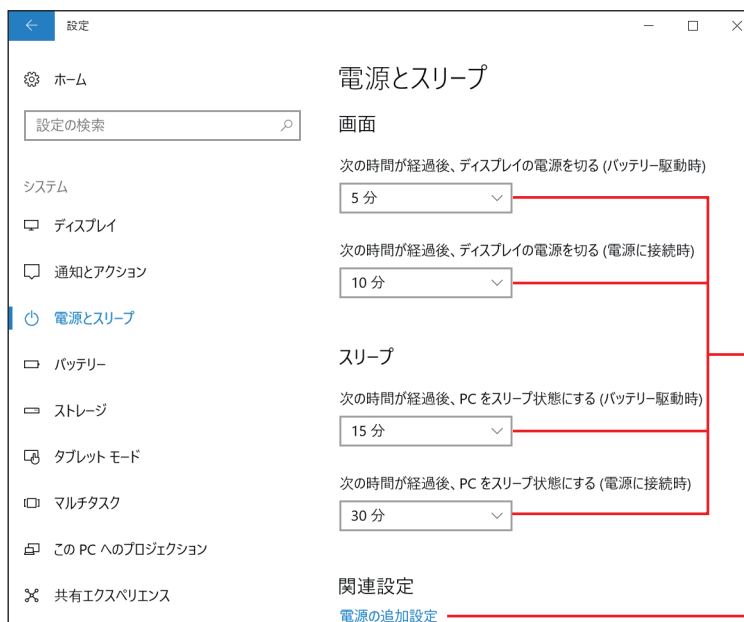 設定
ホーム
設定の検索
システム
ディスプレイ
通知とアクション
電源とスリープ
バッテリー
ストレージ
タブレット モード
マルチタスク
この PC へのプロジェクション
共有エクスペリエンス
電源とスリープ
画面
次の時間が経過後、ディスプレイの電源を切る (バッテリー駆動時)
5 分
次の時間が経過後、ディスプレイの電源を切る (電源に接続時)
10 分
スリープ
次の時間が経過後、PC をスリープ状態にする (バッテリー駆動時)
15 分
次の時間が経過後、PC をスリープ状態にする (電源に接続時)
30 分
関連設定
電源の追加設定